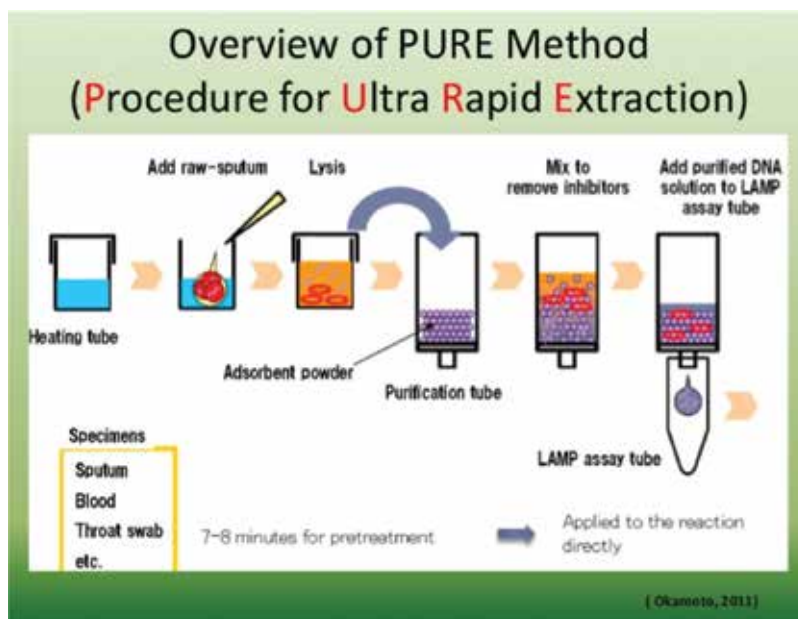 Overview of PURE Method
(Procedure for Ultra Rapid Extraction)
Add raw-sputum
Lysis
Mix to
remove inhibitors
Add purified DNA
solution to LAMP
assay tube
Heating tube
Adsorbent powder
Purification tube
LAMP assay tube
Specimens
Sputum
Blood
Throat swab
etc.
7-8 minutes for pretreatment
Applied to the reaction
directly
( Okamoto, 2011)